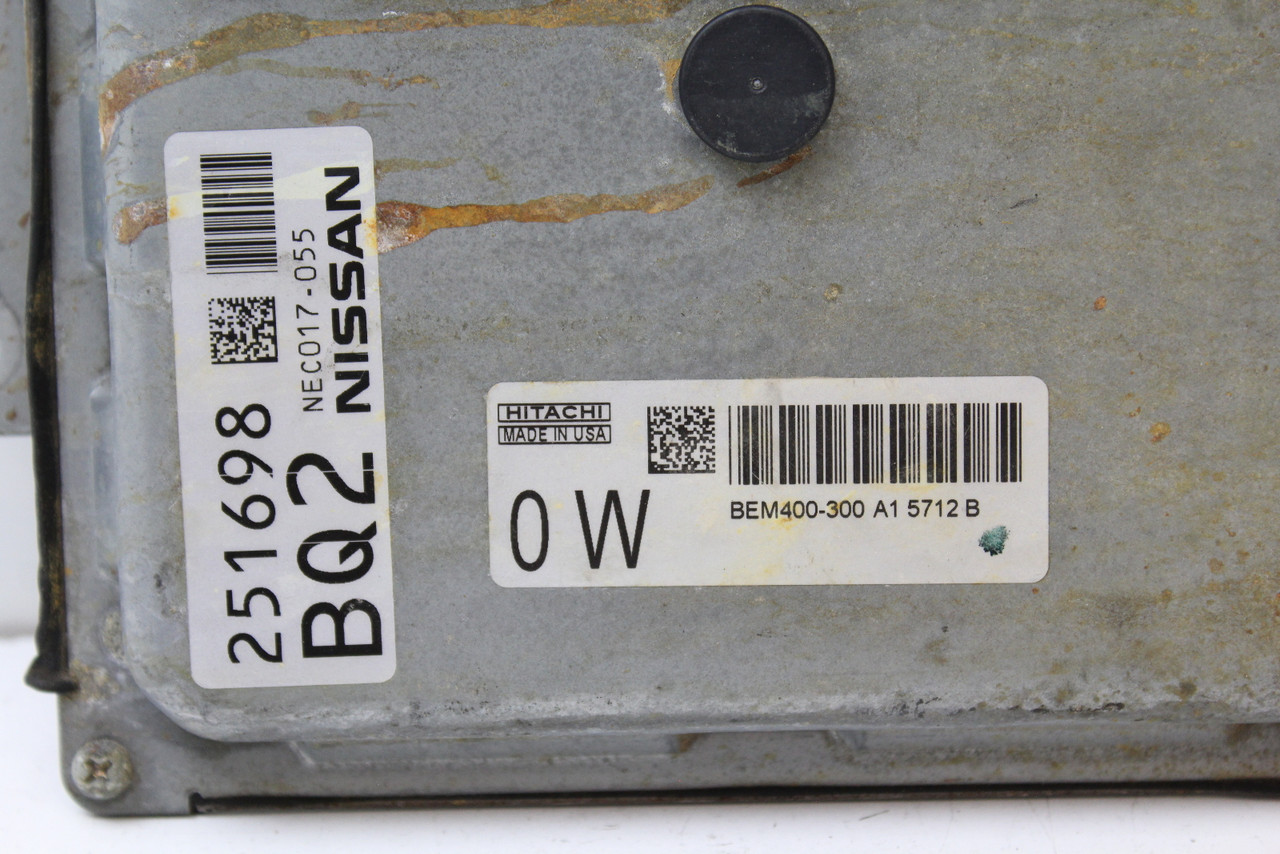 251698
NEC017-055
BQ2 NISSAN
HITACHI
MADE IN USA
0 W
BEM400-300 A1 5712 B